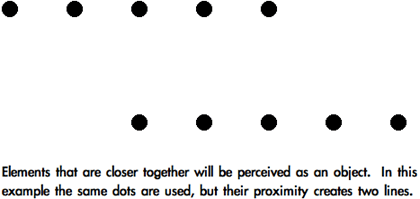 Elements that are closer together will be perceived as an object. In this
example the same dots are used, but their proximity creates two lines.